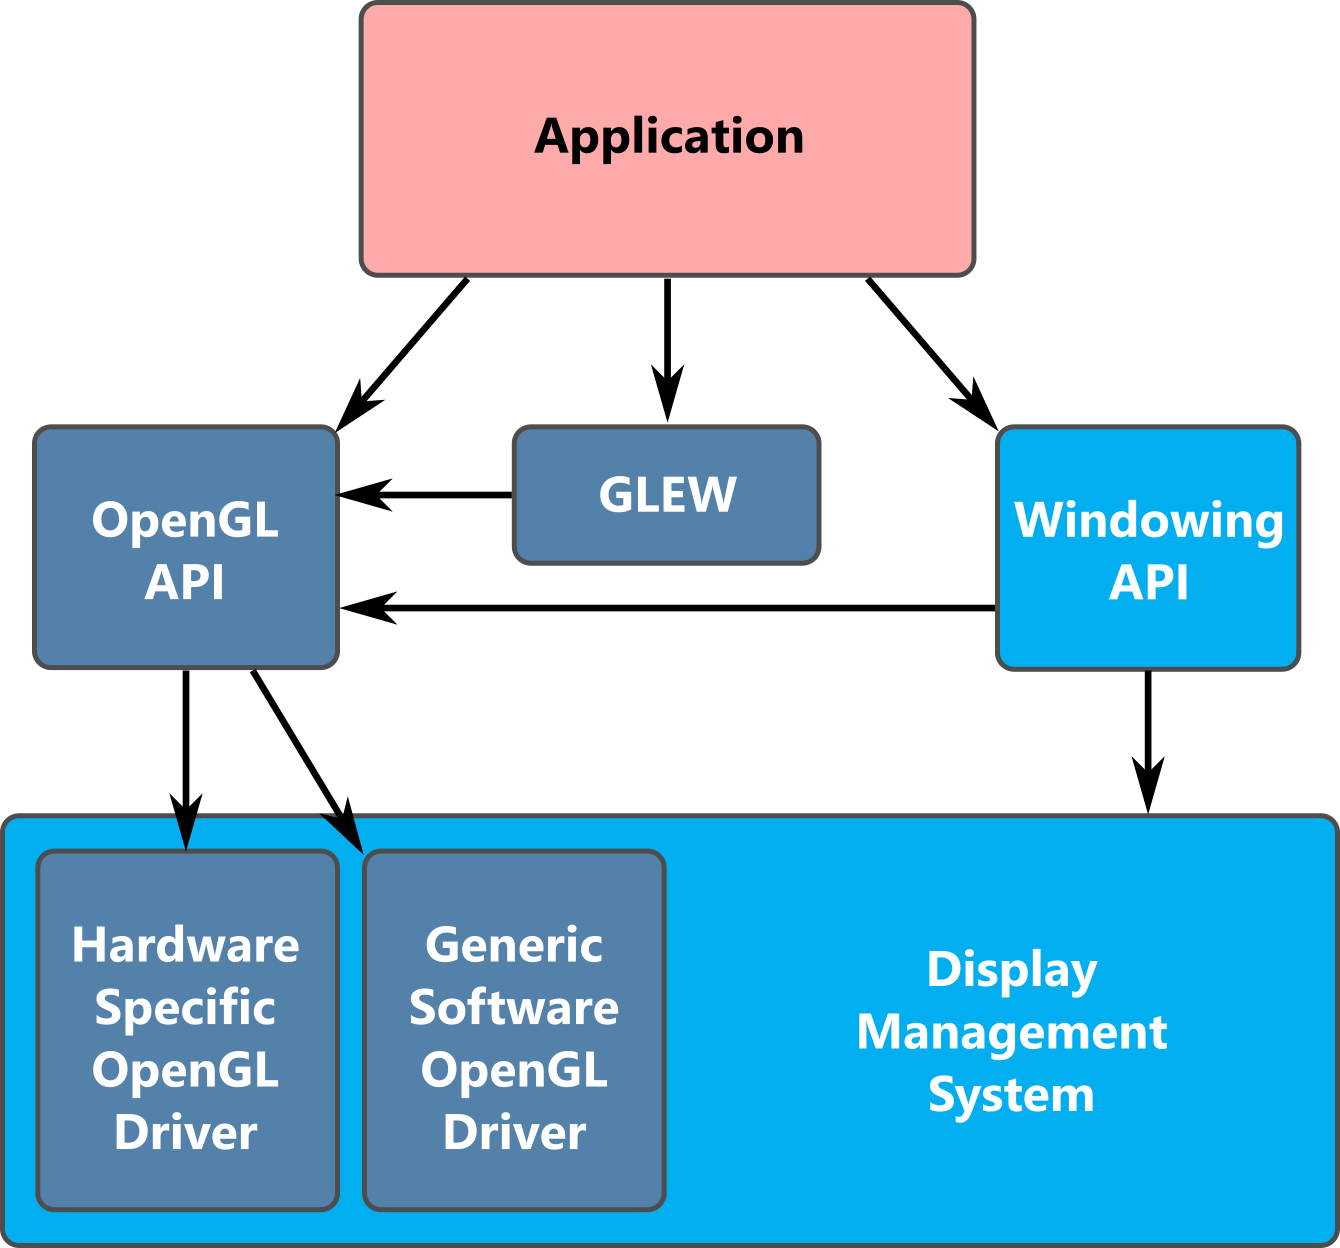 Application
OpenGL
API
GLEW
Windowing
API
Hardware
Specific
OpenGL
Driver
Generic
Software
OpenGL
Driver
Display
Management
System